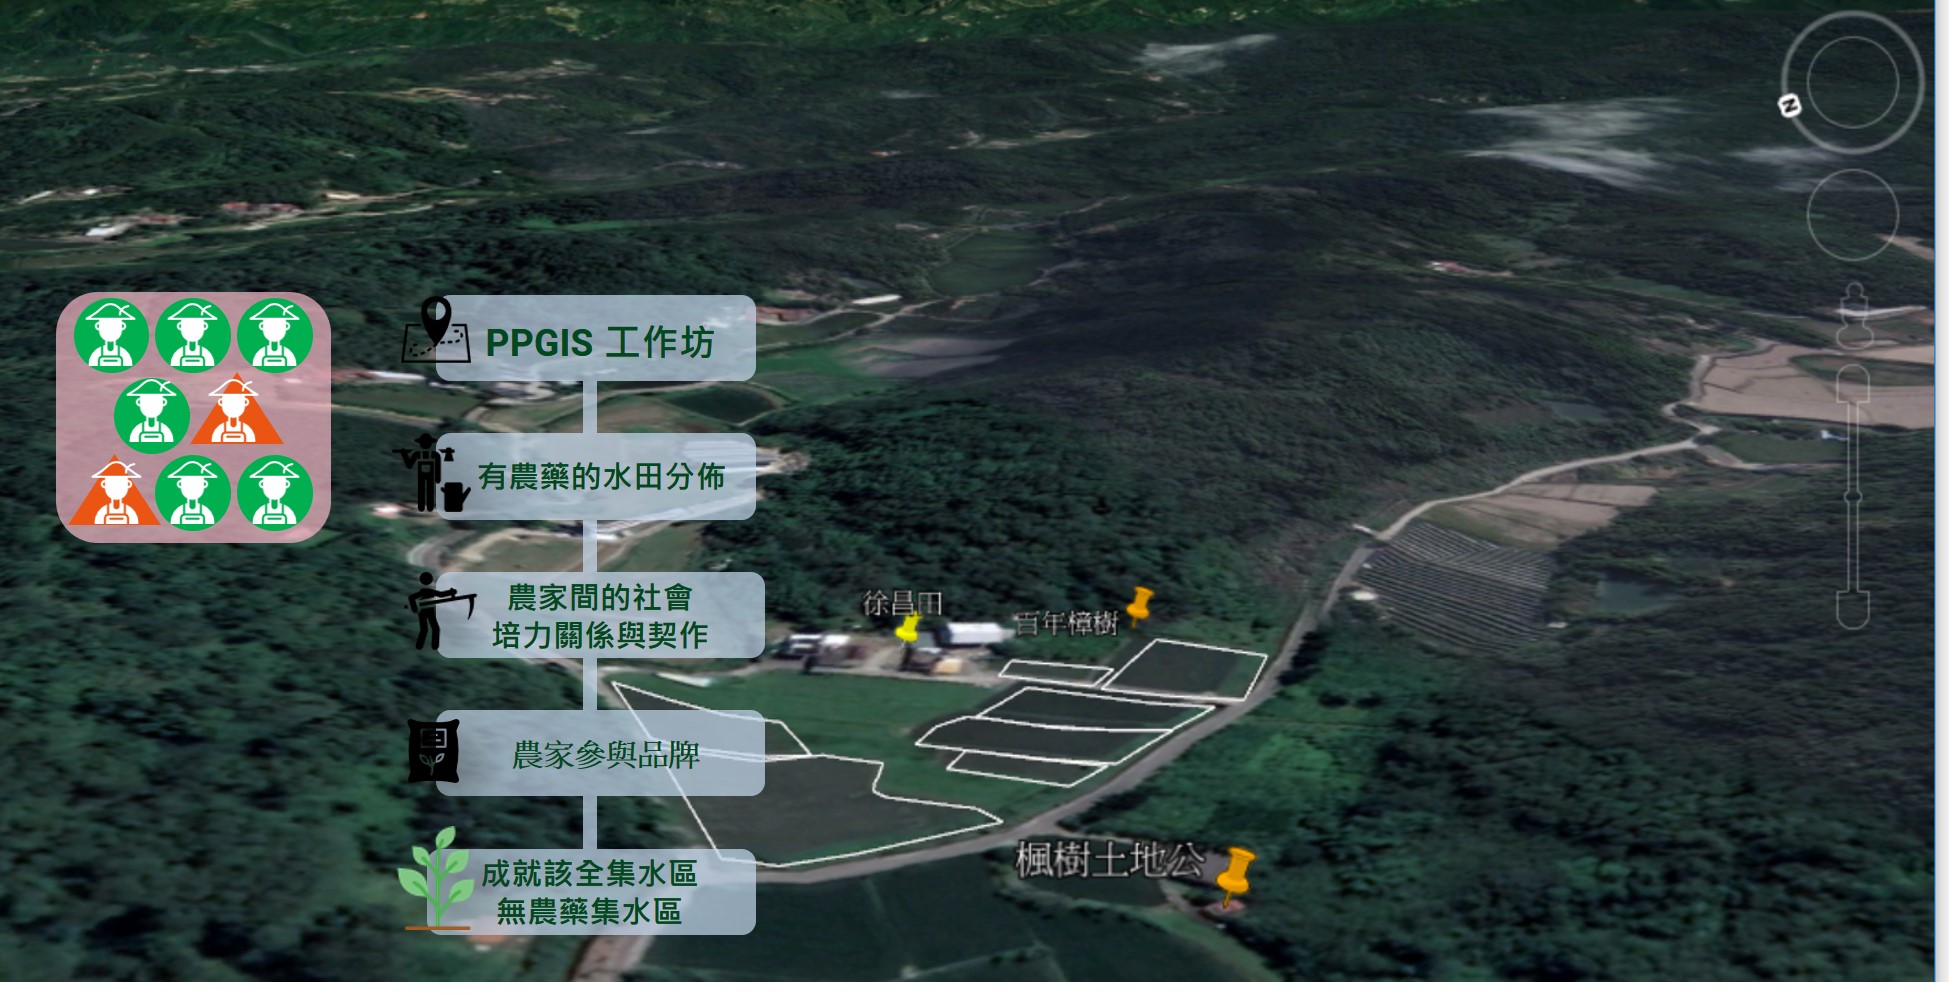 PPGIS 工作坊
有農藥的水田分佈
農家間的社會
培力關係與契作
農家參與品牌
成就該全集水區
無農藥集水區
徐昌田
百年樟樹
楓樹土地公
N